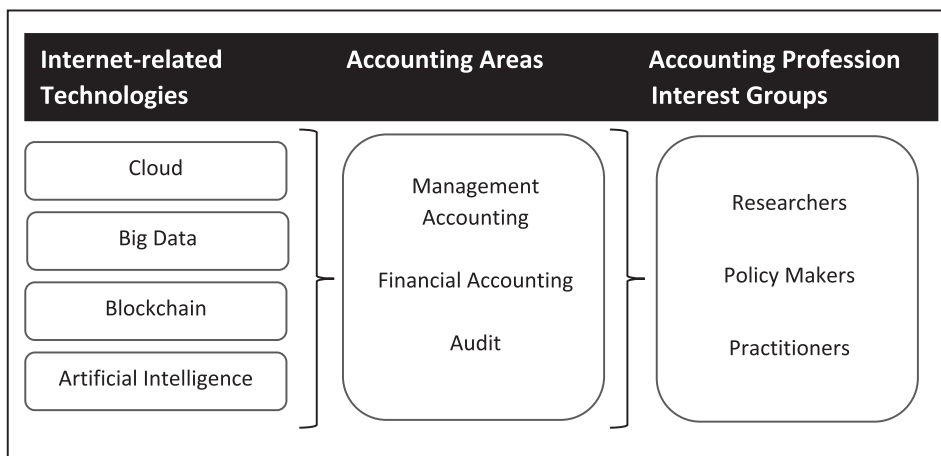 Internet-related
Technologies
Accounting Areas
Accounting Profession
Interest Groups
Cloud
Big Data
Blockchain
Artificial Intelligence
Management
Accounting
Financial Accounting
Audit
Researchers
Policy Makers
Practitioners